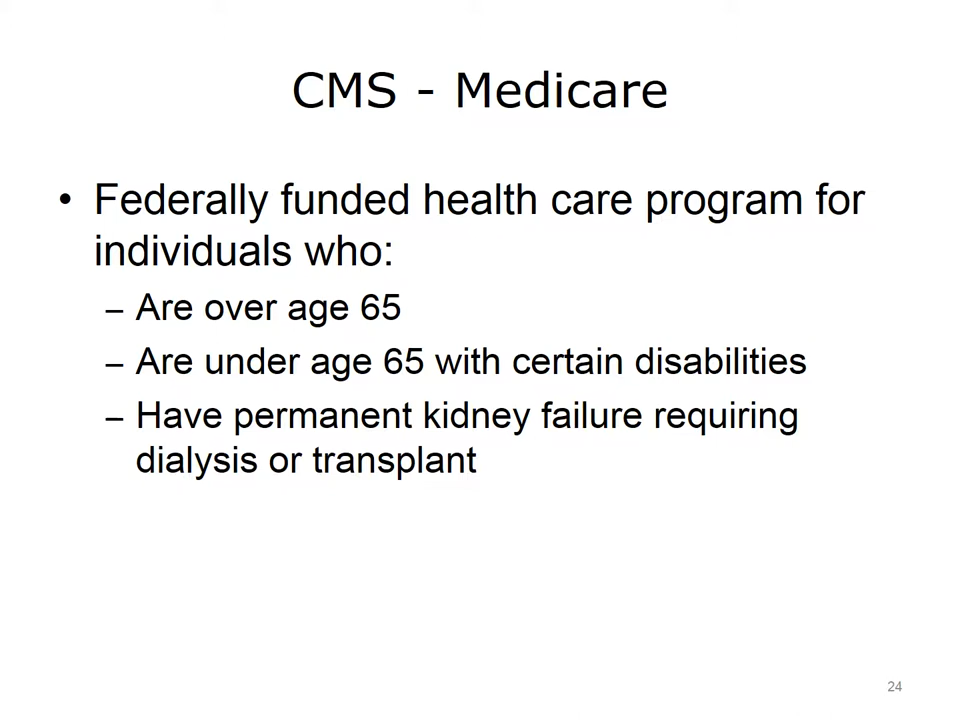 CMS - Medicare
• Federally funded health care program for
individuals who:
– Are over age 65
– Are under age 65 with certain disabilities
– Have permanent kidney failure requiring
dialysis or transplant
24